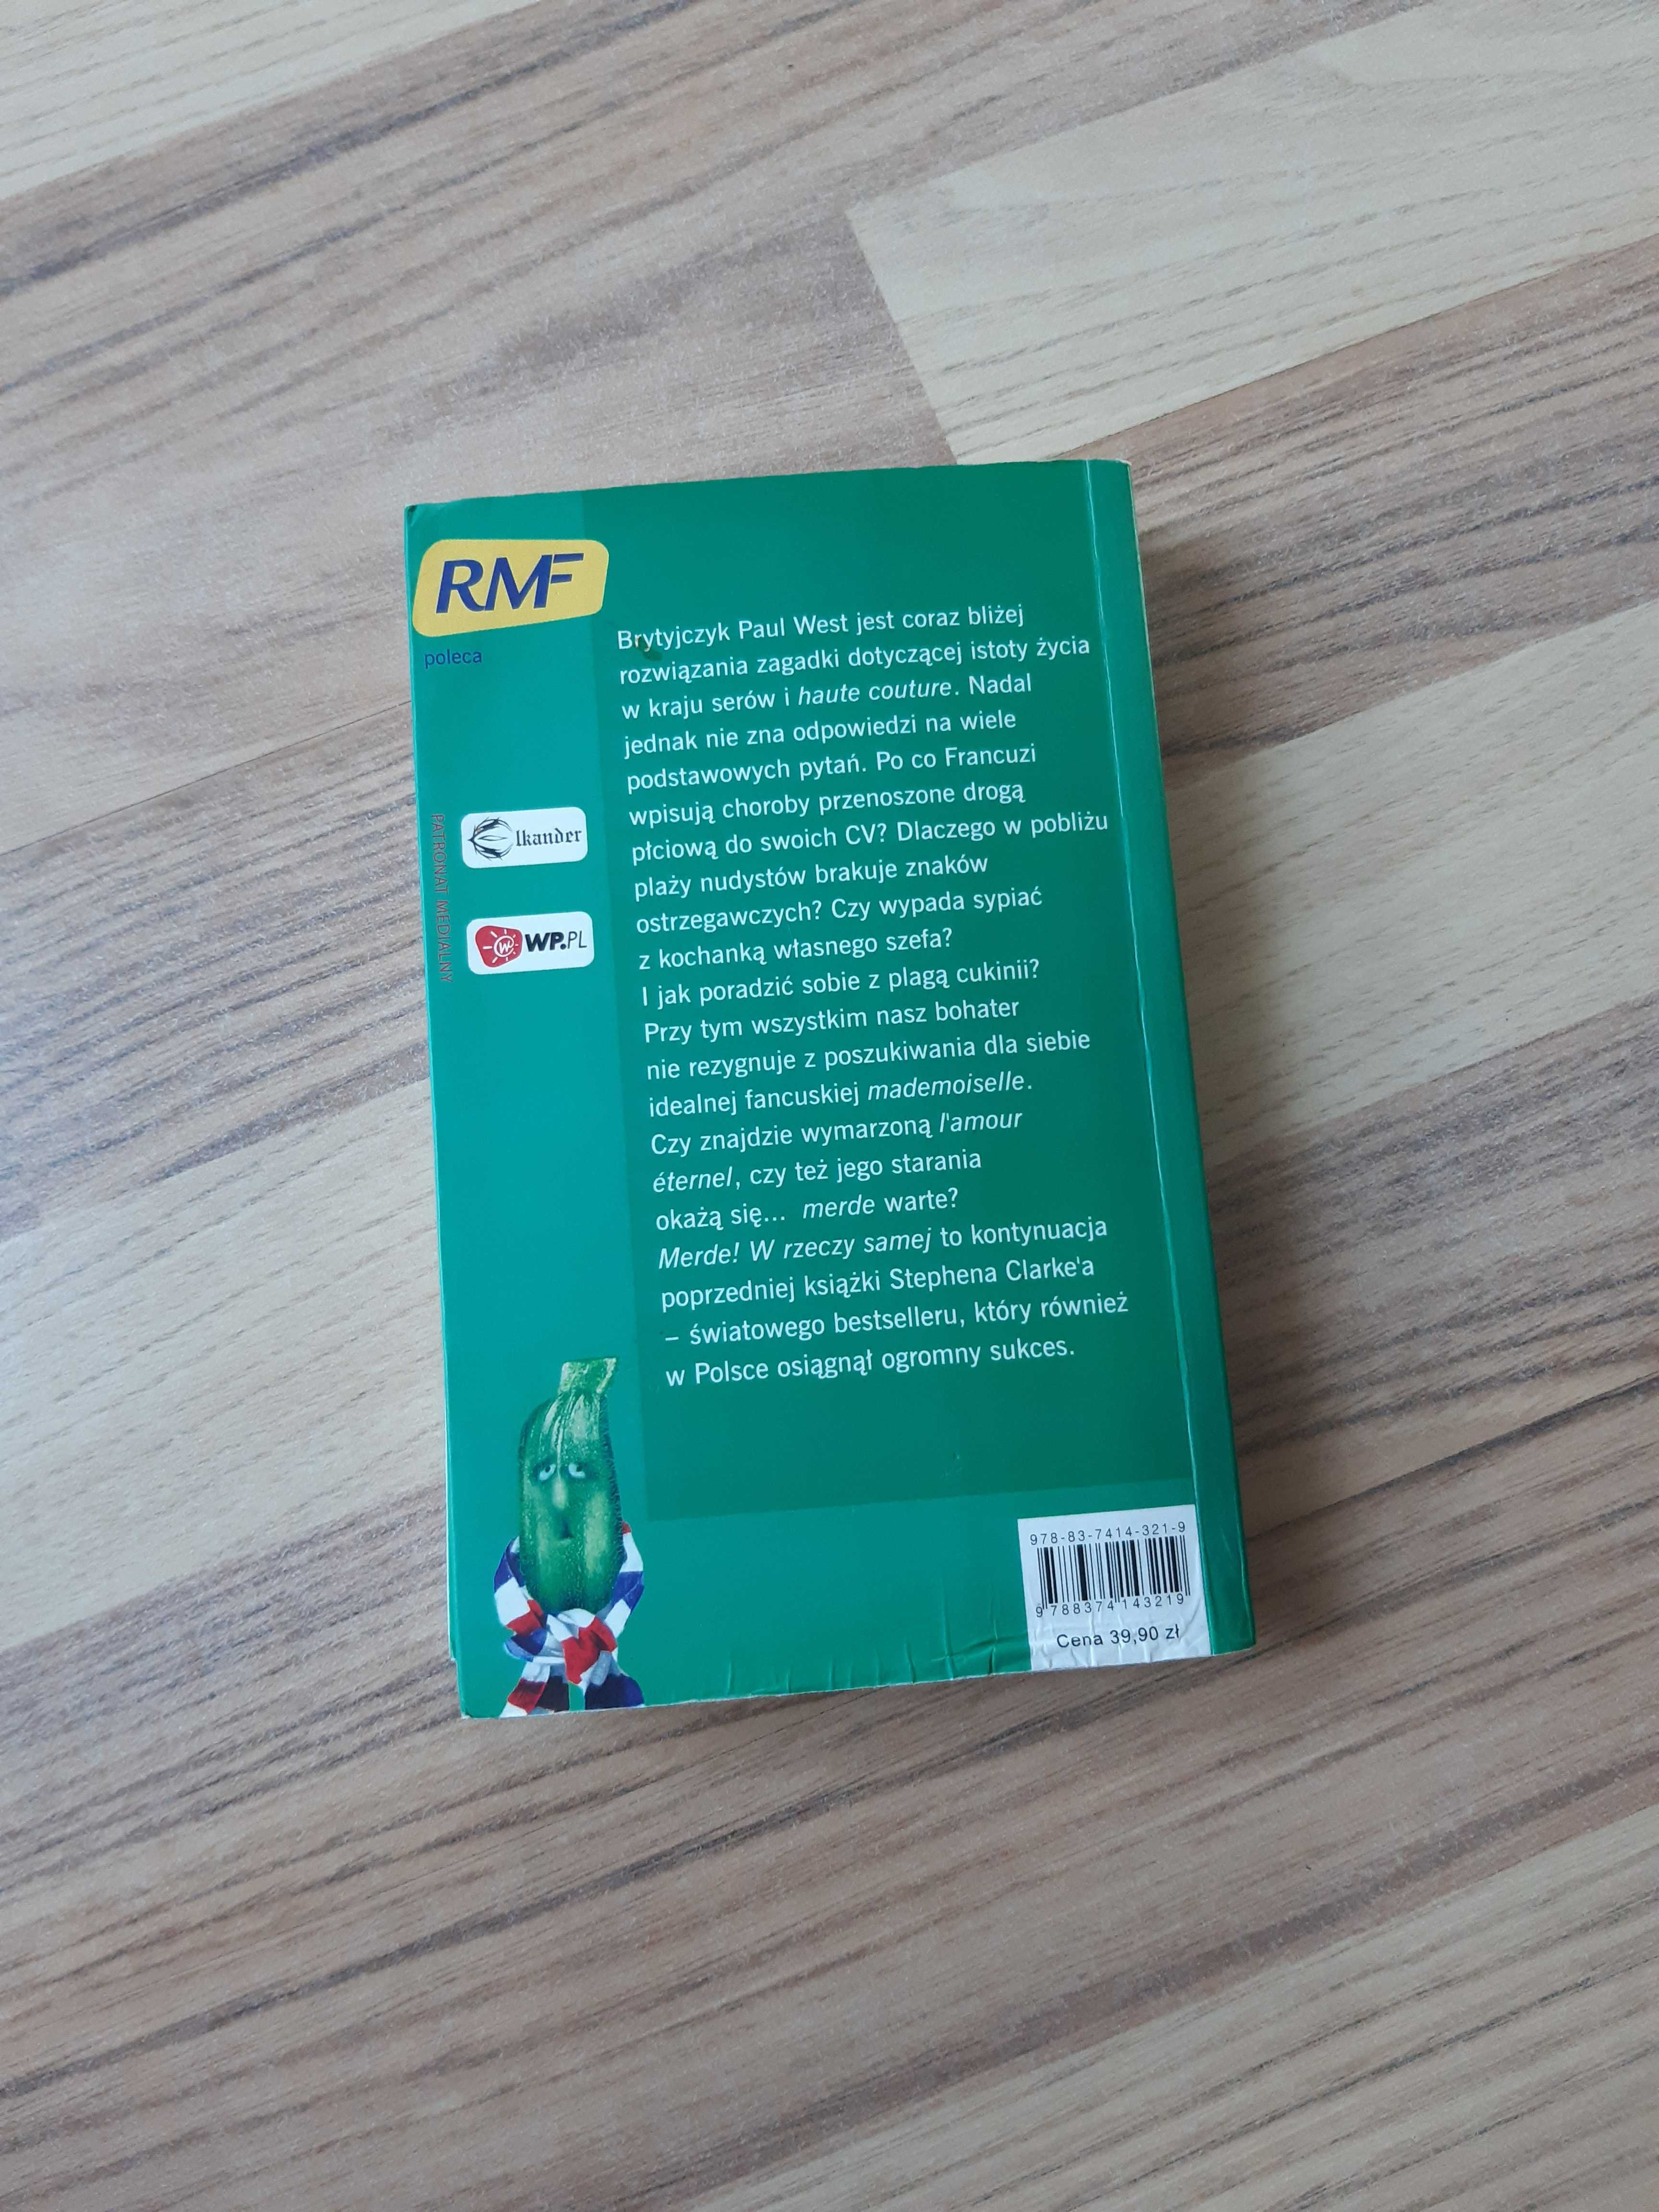 RMF
poleca
PATRONAT MEDIALNY
Elkander
WP.PL
Brytyjczyk Paul West jest coraz bliżej
rozwiązania zagadki dotyczącej istoty życia
w kraju serów i haute couture. Nadal
jednak nie zna odpowiedzi na wiele
podstawowych pytań. Po co Francuzi
wpisują choroby przenoszone drogą
płciową do swoich CV? Dlaczego w pobliżu
plaży nudystów brakuje znaków
ostrzegawczych? Czy wypada sypiać
z kochanką własnego szefa?
I jak poradzić sobie z plagą cukinii?
Przy tym wszystkim nasz bohater
nie rezygnuje z poszukiwania dla siebie
idealnej fancuskiej mademoiselle.
Czy znajdzie wymarzoną l'amour
éternel, czy też jego starania
okażą się... merde warte?
Merde! W rzeczy samej to kontynuacja
poprzedniej książki Stephena Clarke'a
– światowego bestselleru, który również
w Polsce osiągnął ogromny sukces.
978-83-7414-321-9
9 788374 143219
Cena 39,90 zł